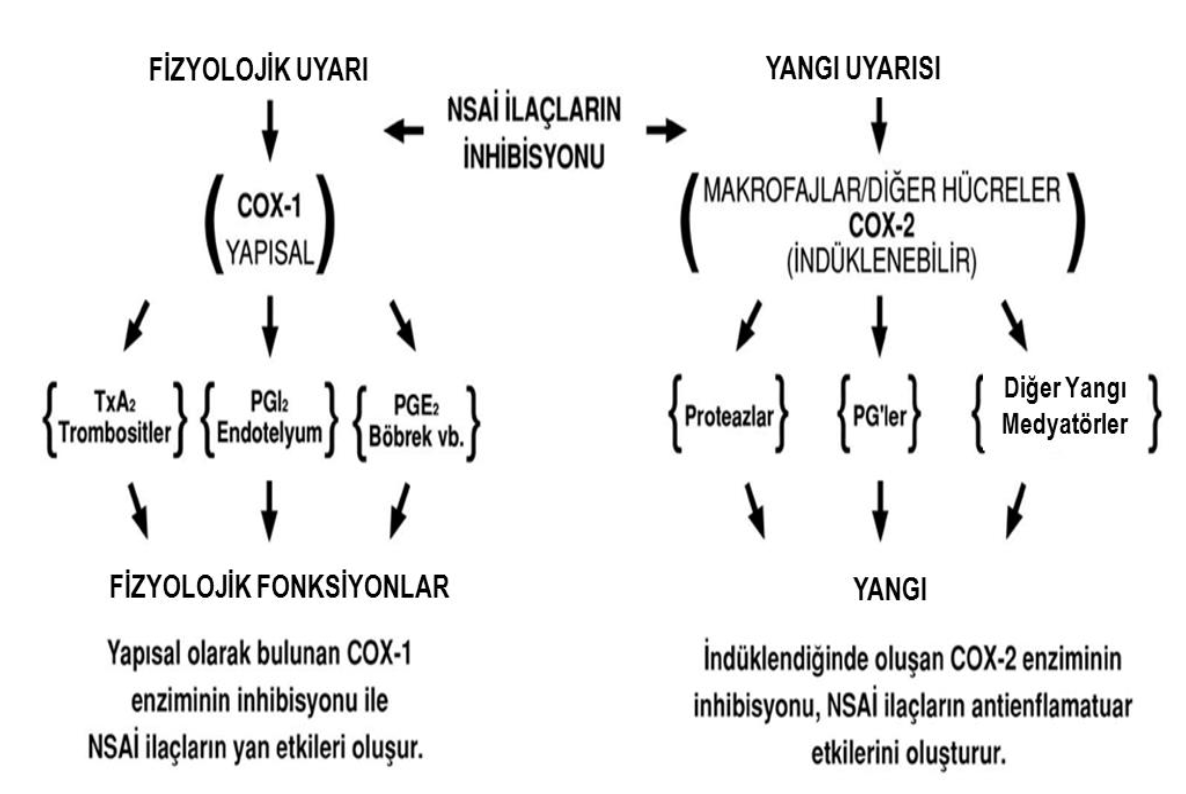 FİZYOLOJİK UYARI
NSAİ İLAÇLARIN
İNHİBİSYONU
YANGI UYARISI
COX-1
YAPISAL
MAKROFAJLAR/DİĞER HÜCRELER
COX-2
(İNDÜKLENEBİLİR)
TxA₂
Trombositler
PGI₂
Endotelyum
PGE₂
Böbrek vb.
Proteazlar
PG'ler
Diğer Yangı
Medyatörler
FİZYOLOJİK FONKSİYONLAR
Yapısal olarak bulunan COX-1
enziminin inhibisyonu ile
NSAİ ilaçların yan etkileri oluşur.
YANGI
İndüklendiğinde oluşan COX-2 enziminin
inhibisyonu, NSAİ ilaçların antienflamatuar
etkilerini oluşturur.